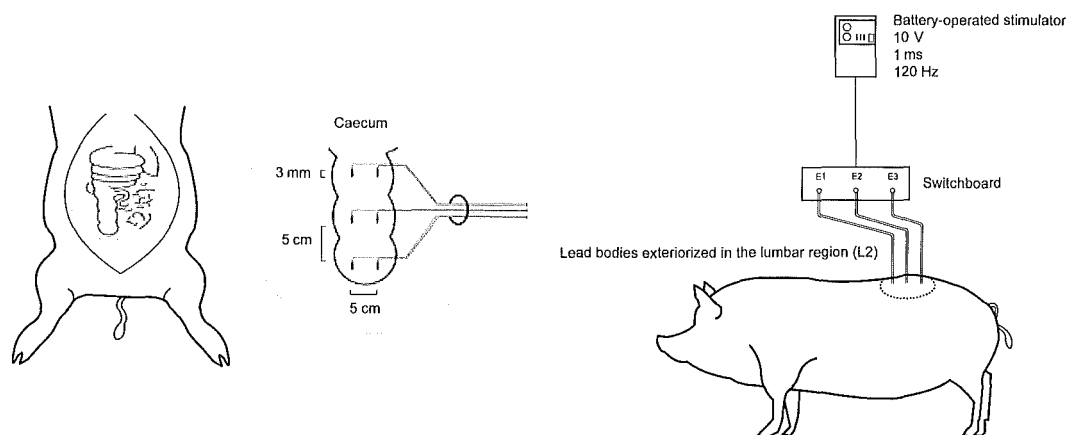 Caecum
3 mm
5 cm
5 cm
Battery-operated stimulator
10 V
1 ms
120 Hz
E1 E2 E3
Switchboard
Lead bodies exteriorized in the lumbar region (L2)